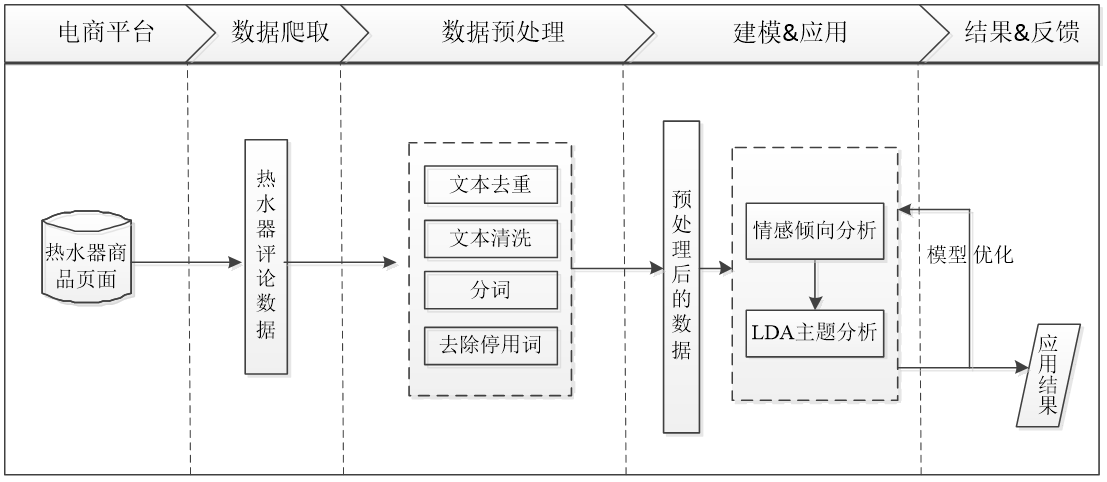 电商平台
数据爬取
数据预处理
建模&应用
结果&反馈
热水器商
品页面
热水器评论数据
文本去重
文本清洗
分词
去除停用词
预处理后的数据
情感倾向分析
LDA主题分析
模型优化
应用结果